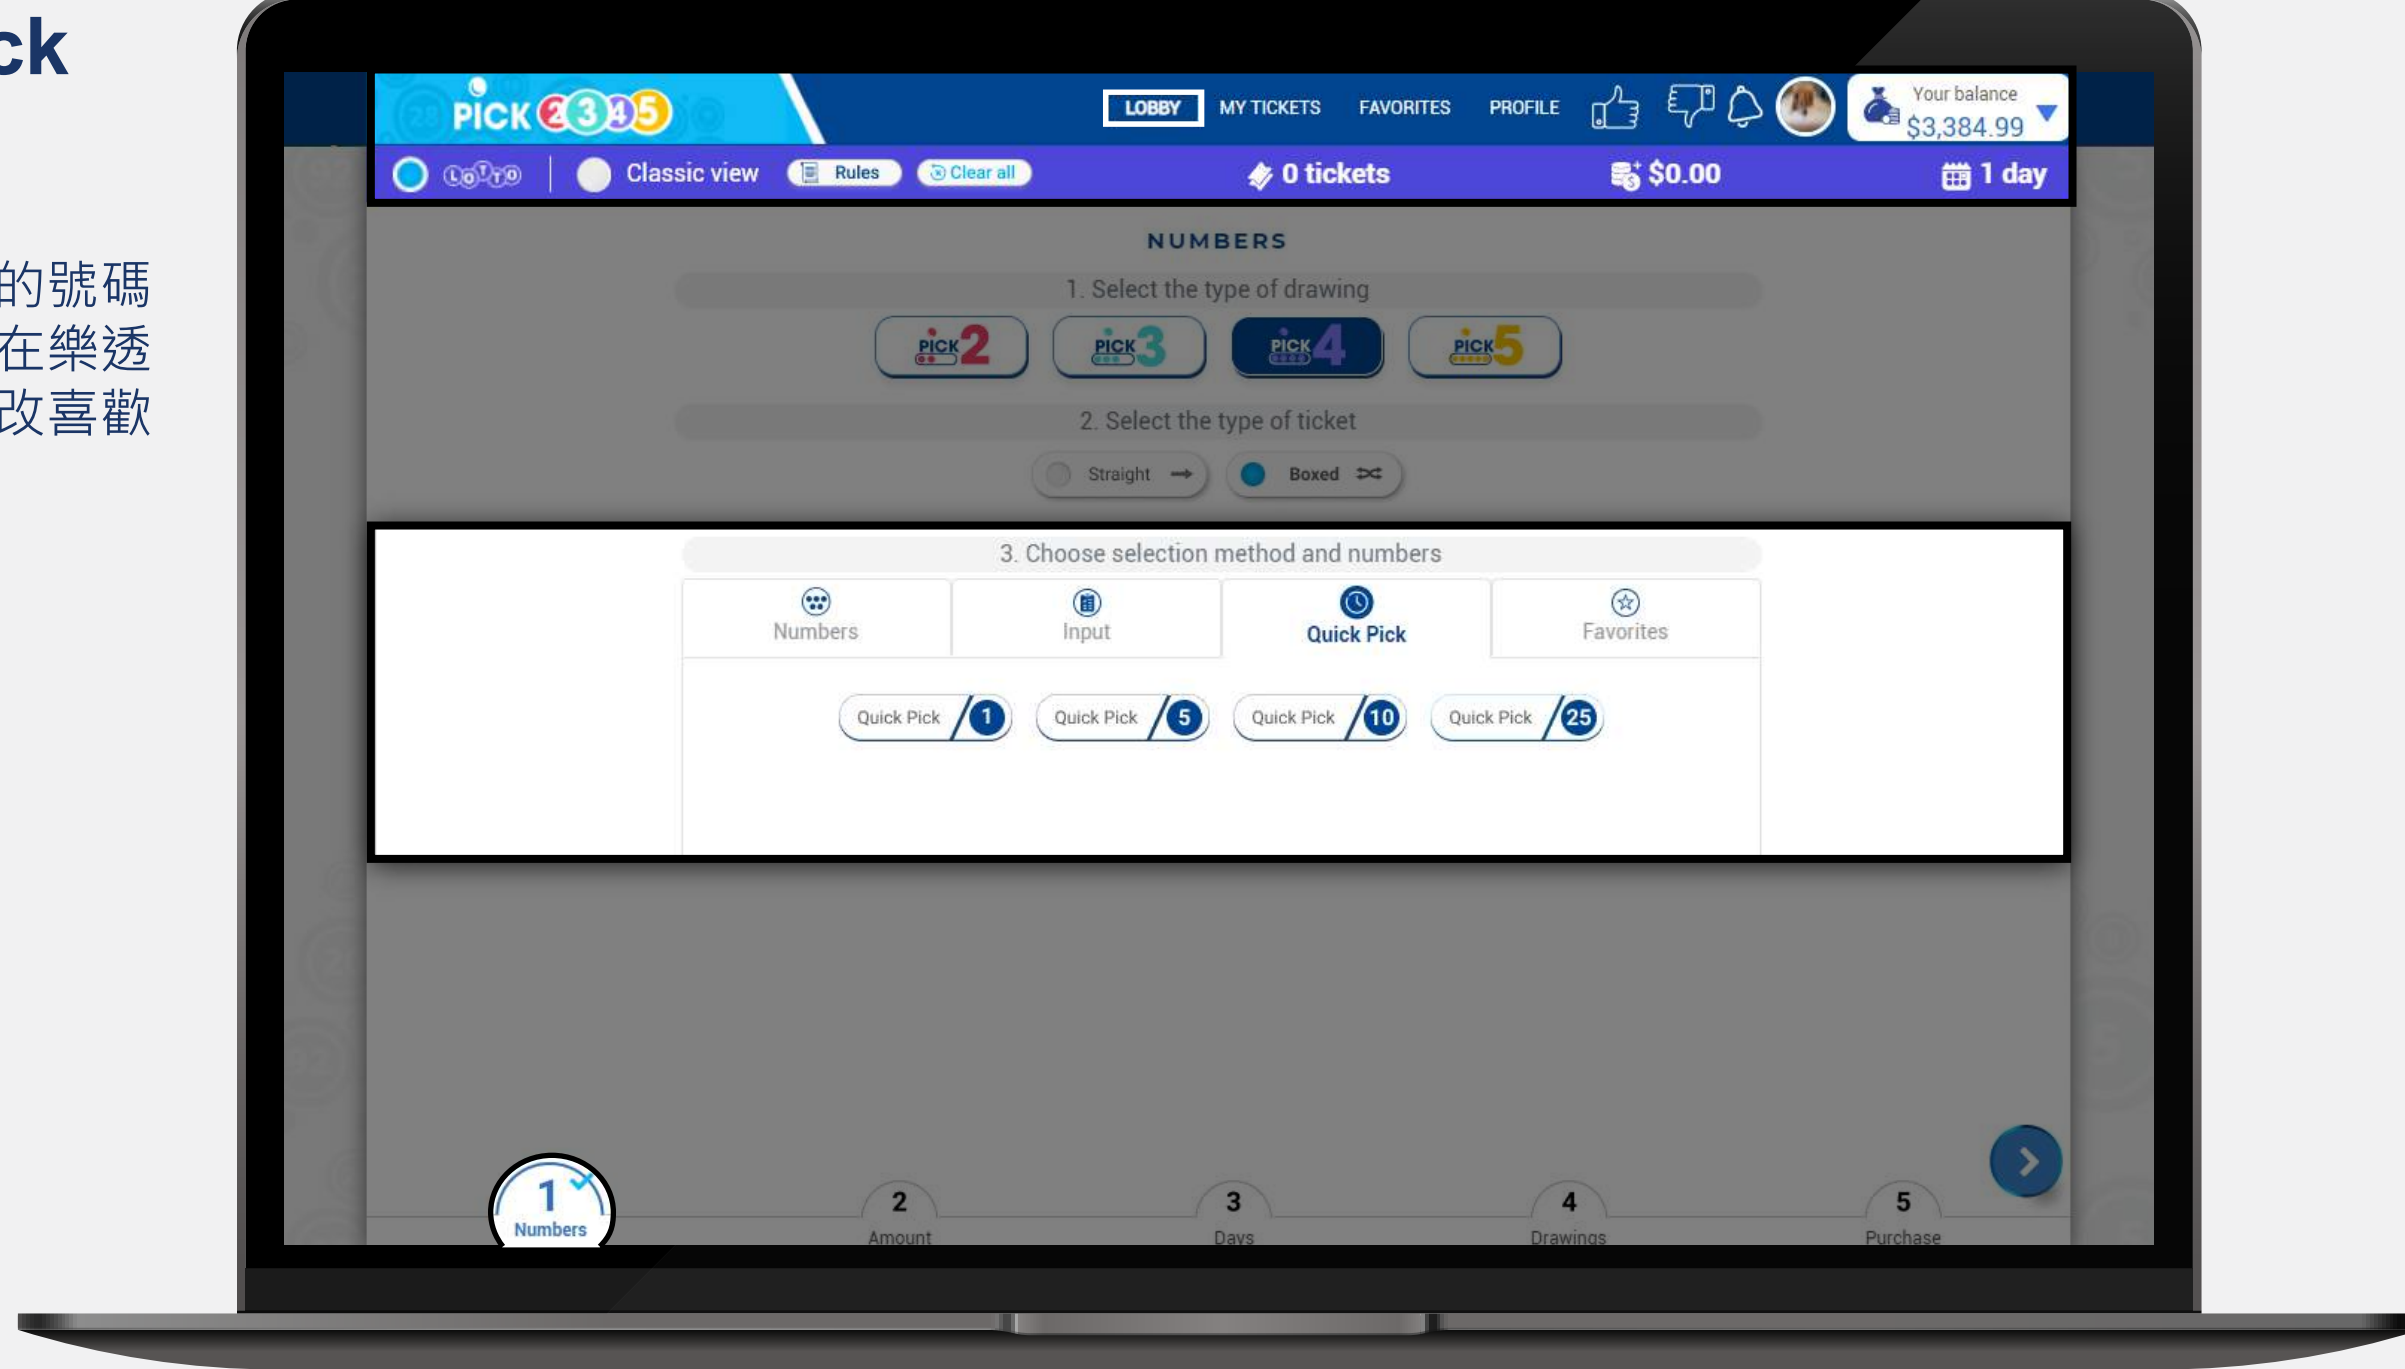 ck
的號碼
在樂透
改喜歡
PICK 2345
LOBBY MY TICKETS FAVORITES PROFILE
Your balance
$3,384.99
LOTTO Classic view Rules Clear all 0 tickets $0.00 1 day
NUMBERS
1. Select the type of drawing
PICK 2 PICK 3 PICK 4 PICK 5
2. Select the type of ticket
Straight Boxed
3. Choose selection method and numbers
Numbers Input Quick Pick Favorites
Quick Pick 1 Quick Pick 5 Quick Pick 10 Quick Pick 25
1 2 3 4 5
Numbers Amount Days Drawings Purchase